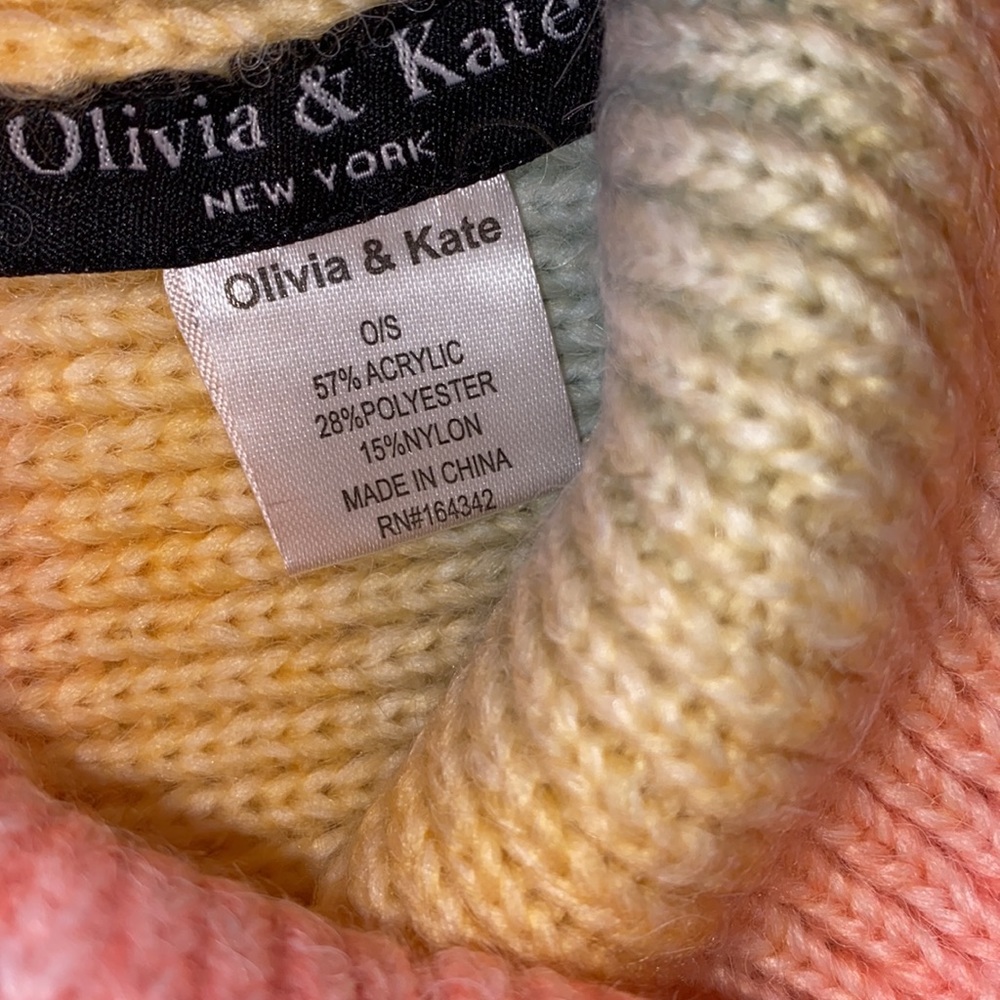 Olivia & Kate
NEW YORK
Olivia & Kate
O/S
57% ACRYLIC
28%POLYESTER
15%NYLON
MADE IN CHINA
RN#164342